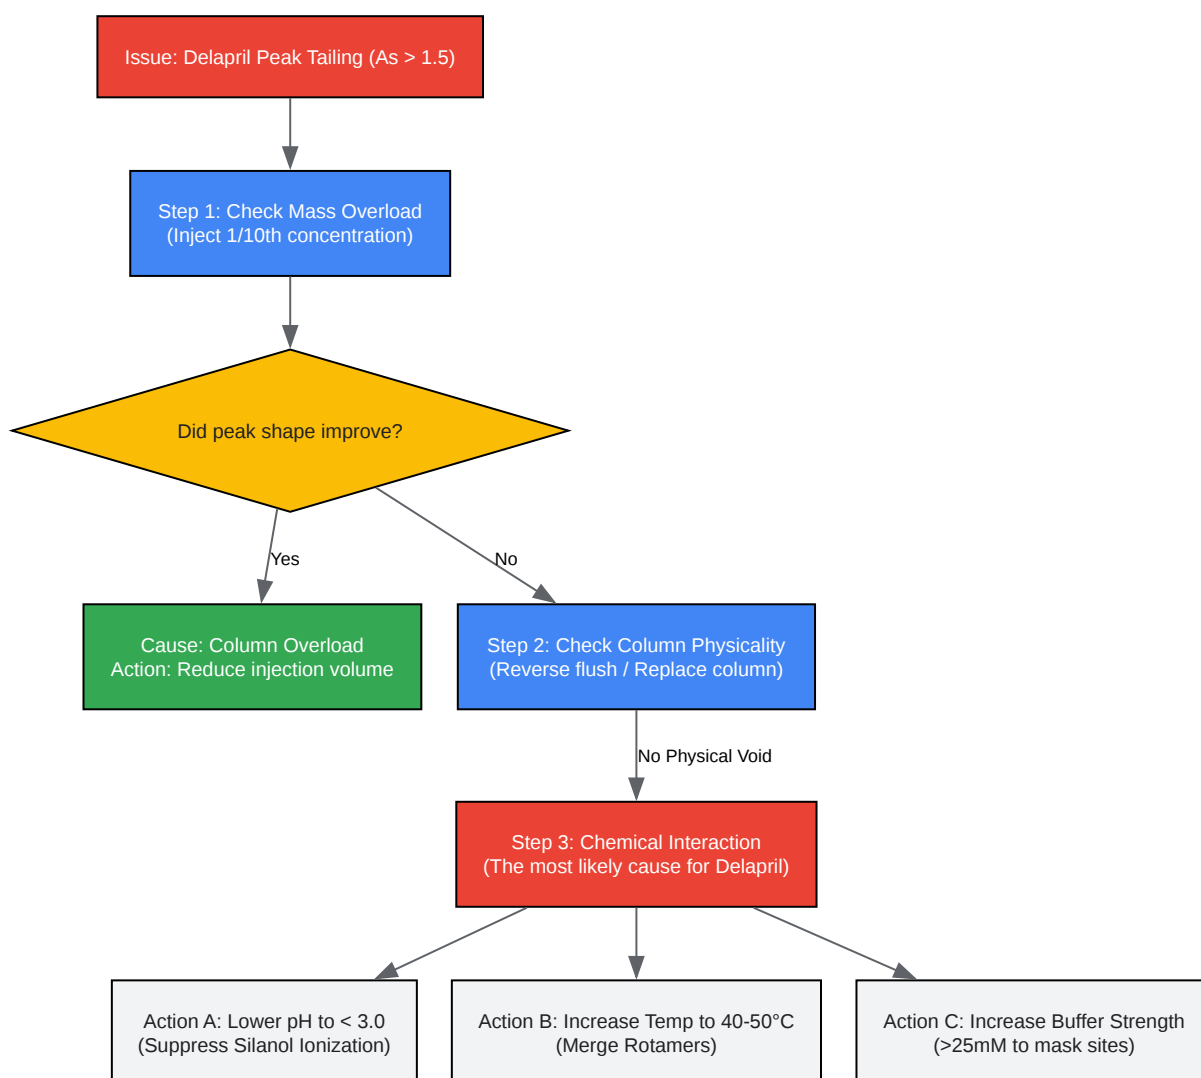 Issue: Delapril Peak Tailing (As > 1.5)
Step 1: Check Mass Overload
(Inject 1/10th concentration)
Did peak shape improve?
Yes
No
Cause: Column Overload
Action: Reduce injection volume
Step 2: Check Column Physicality
(Reverse flush / Replace column)
No Physical Void
Step 3: Chemical Interaction
(The most likely cause for Delapril)
Action A: Lower pH to < 3.0
(Suppress Silanol Ionization)
Action B: Increase Temp to 40-50°C
(Merge Rotamers)
Action C: Increase Buffer Strength
(>25mM to mask sites)